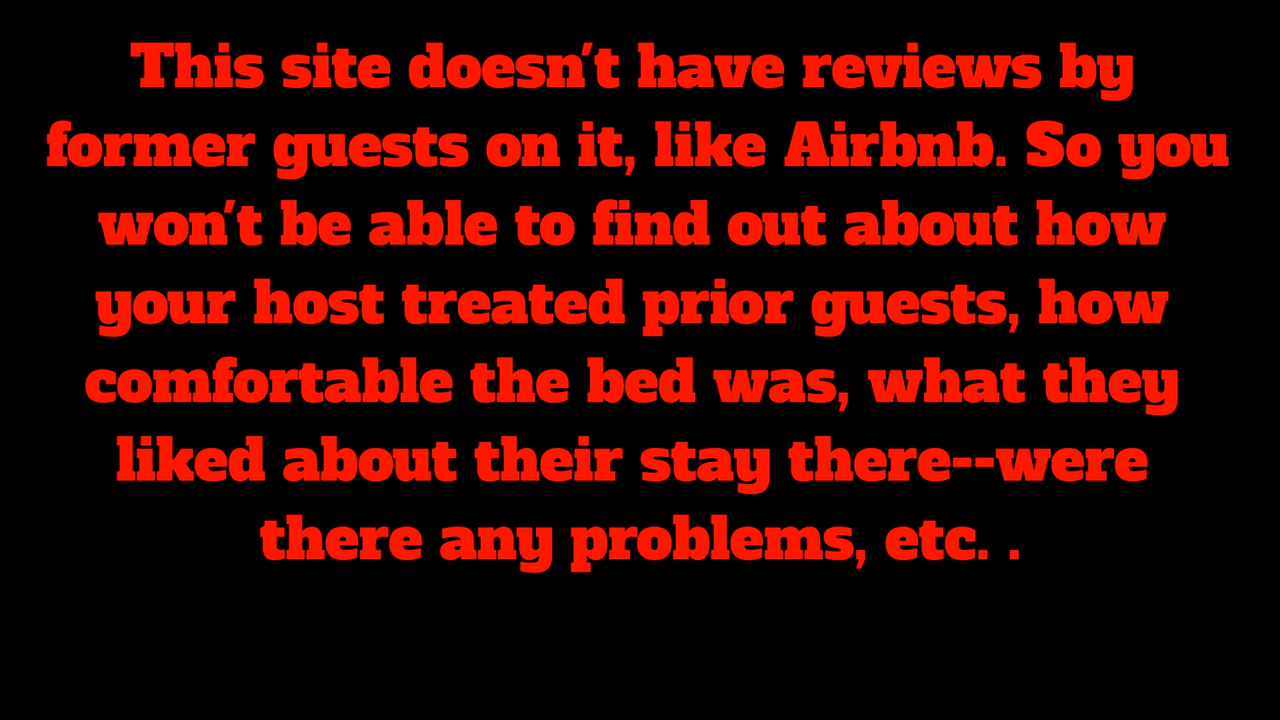 This site doesn't have reviews by
former guests on it, like Airbnb. So you
won't be able to find out about how
your host treated prior guests, how
comfortable the bed was, what they
liked about their stay there--were
there any problems, etc. .